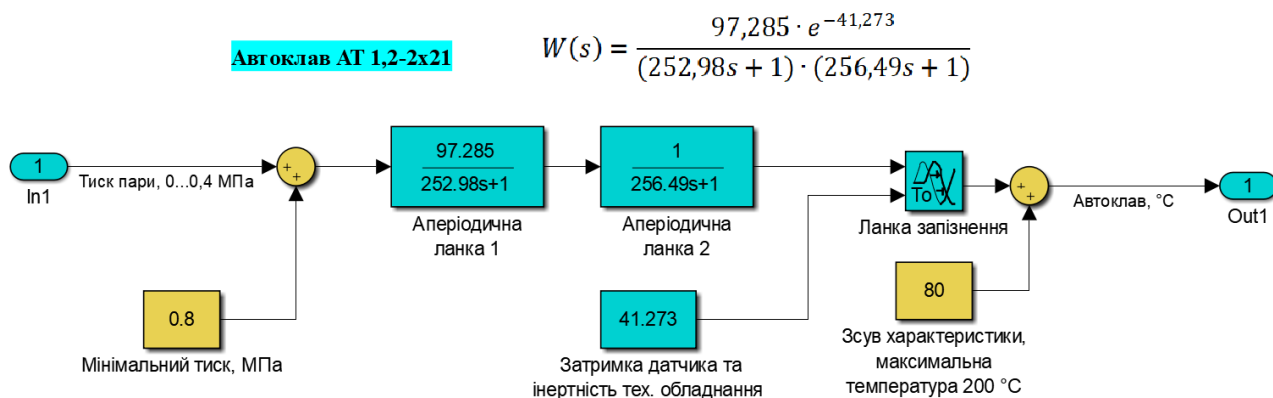 Автоклав АТ 1,2-2х21
W(s) = 97,285 · e^{−41,273} / (252,98s + 1) · (256,49s + 1)
1
In1
Тиск пари, 0...0,4 МПа
+
+
97.285
252.98s+1
Аперіодична
ланка 1
1
256.49s+1
Аперіодична
ланка 2
To
Ланка запізнення
+
+
Автоклав, °C
1
Out1
0.8
Мінімальний тиск, МПа
41.273
Затримка датчика та
інертність тех. обладнання
80
Зсув характеристики,
максимальна
температура 200 °C